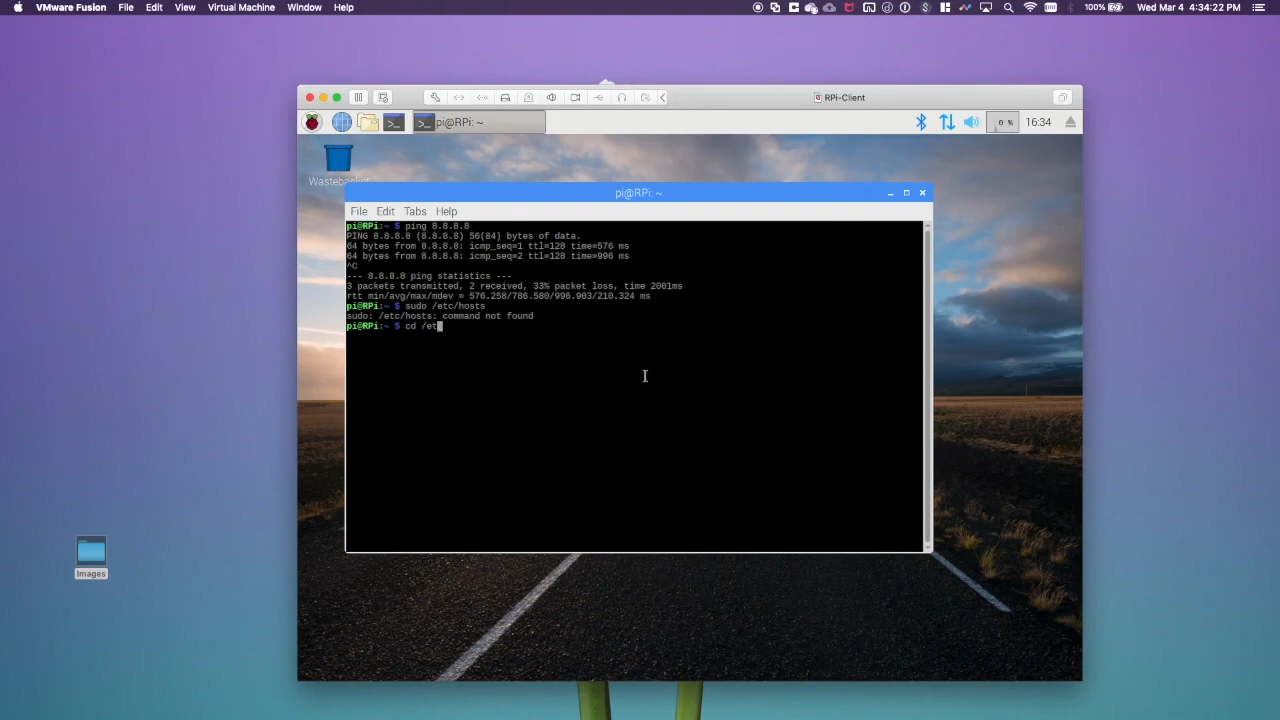 VMware Fusion File Edit View Virtual Machine Window Help 100% Wed Mar 4 4:34:22 PM
RPi-Client
pi@RPi: ~ 0 % 16:34
Wastebasket
pi@RPi: ~
File Edit Tabs Help
pi@RPi:~ $ ping 8.8.8.8
PING 8.8.8.8 (8.8.8.8) 56(84) bytes of data.
64 bytes from 8.8.8.8: icmp_seq=1 ttl=128 time=576 ms
64 bytes from 8.8.8.8: icmp_seq=2 ttl=128 time=996 ms
^C
--- 8.8.8.8 ping statistics ---
3 packets transmitted, 2 received, 33% packet loss, time 2001ms
rtt min/avg/max/mdev = 576.258/786.580/996.903/210.324 ms
pi@RPi:~ $ sudo /etc/hosts
sudo: /etc/hosts: command not found
pi@RPi:~ $ cd /et
Images